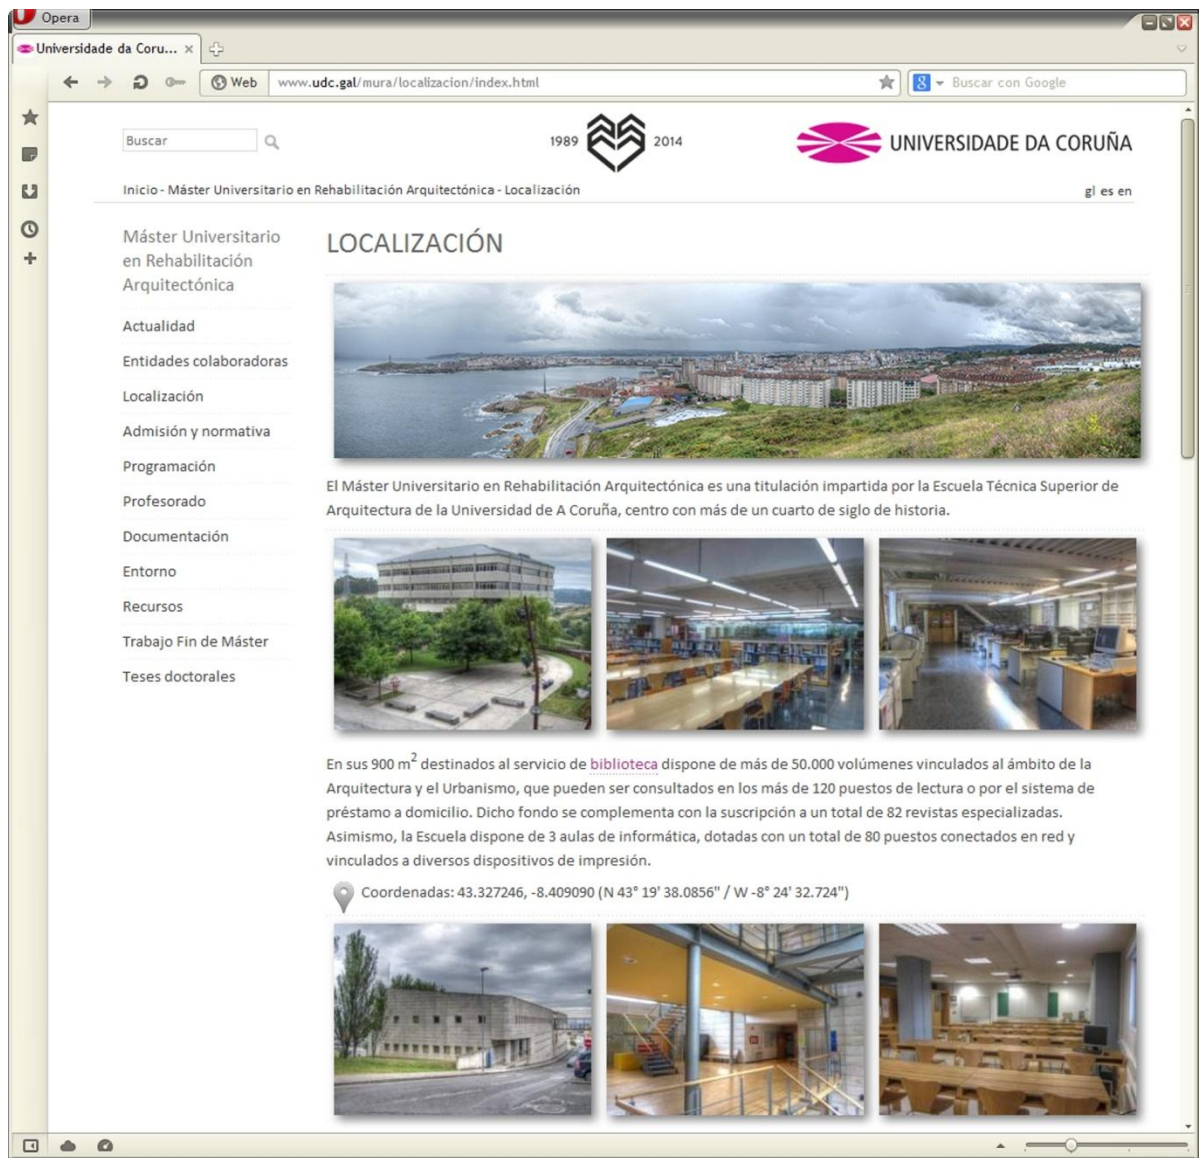 Opera
Universidade da Coru...
Web
www.udc.gal/mura/localizacion/index.html
Buscar con Google
Buscar
1989
2014
UNIVERSIDADE DA CORUÑA
Inicio - Máster Universitario en Rehabilitación Arquitectónica - Localización
gl es en
Máster Universitario
en Rehabilitación
Arquitectónica
Actualidad
Entidades colaboradoras
Localización
Admisión y normativa
Programación
Profesorado
Documentación
Entorno
Recursos
Trabajo Fin de Máster
Teses doctorales
LOCALIZACIÓN
El Máster Universitario en Rehabilitación Arquitectónica es una titulación impartida por la Escuela Técnica Superior de
Arquitectura de la Universidad de A Coruña, centro con más de un cuarto de siglo de historia.
En sus 900 m² destinados al servicio de biblioteca dispone de más de 50.000 volúmenes vinculados al ámbito de la
Arquitectura y el Urbanismo, que pueden ser consultados en los más de 120 puestos de lectura o por el sistema de
préstamo a domicilio. Dicho fondo se complementa con la suscripción a un total de 82 revistas especializadas.
Asimismo, la Escuela dispone de 3 aulas de informática, dotadas con un total de 80 puestos conectados en red y
vinculados a diversos dispositivos de impresión.
Coordenadas: 43.327246, -8.409090 (N 43° 19' 38.0856" / W -8° 24' 32.724")